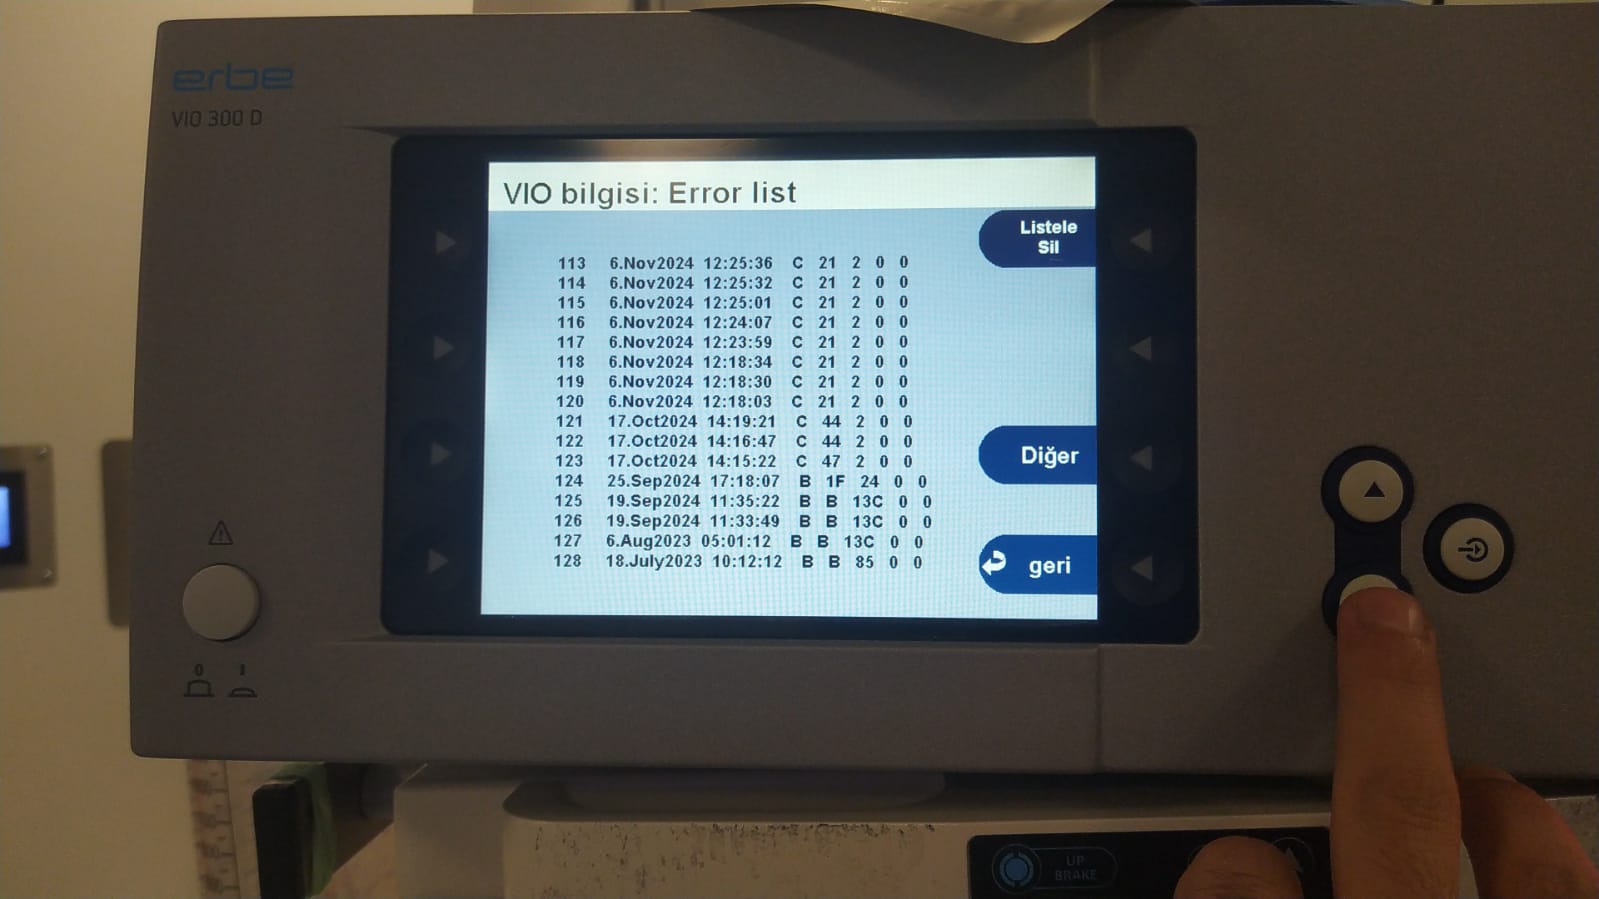 erbe
VIO 300 D
VIO bilgisi: Error list
Listele
Sil
113 6.Nov2024 12:25:36 C 21 2 0 0
114 6.Nov2024 12:25:32 C 21 2 0 0
115 6.Nov2024 12:25:01 C 21 2 0 0
116 6.Nov2024 12:24:07 C 21 2 0 0
117 6.Nov2024 12:23:59 C 21 2 0 0
118 6.Nov2024 12:18:34 C 21 2 0 0
119 6.Nov2024 12:18:30 C 21 2 0 0
120 6.Nov2024 12:18:03 C 21 2 0 0
121 17.Oct2024 14:19:21 C 44 2 0 0
122 17.Oct2024 14:16:47 C 44 2 0 0
123 17.Oct2024 14:15:22 C 47 2 0 0
124 25.Sep2024 17:18:07 B 1F 24 0 0
125 19.Sep2024 11:35:22 B B 13C 0 0
126 19.Sep2024 11:33:49 B B 13C 0 0
127 6.Aug2023 05:01:12 B B 13C 0 0
128 18.July2023 10:12:12 B B 85 0 0
Diğer
geri
UP
BRAKE